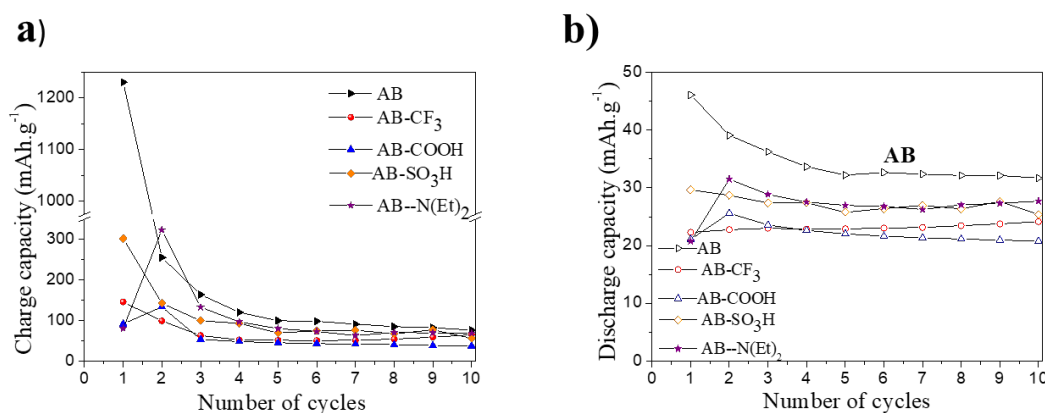 a)
1200
1100
1000
300
200
100
0
Charge capacity (mAh.g-1)
0 1 2 3 4 5 6 7 8 9 10
Number of cycles
AB
AB-CF3
AB-COOH
AB-SO3H
AB--N(Et)2
b)
50
40
30
20
10
0
Discharge capacity (mAh.g-1)
0 1 2 3 4 5 6 7 8 9 10
Number of cycles
AB
AB
AB-CF3
AB-COOH
AB-SO3H
AB--N(Et)2